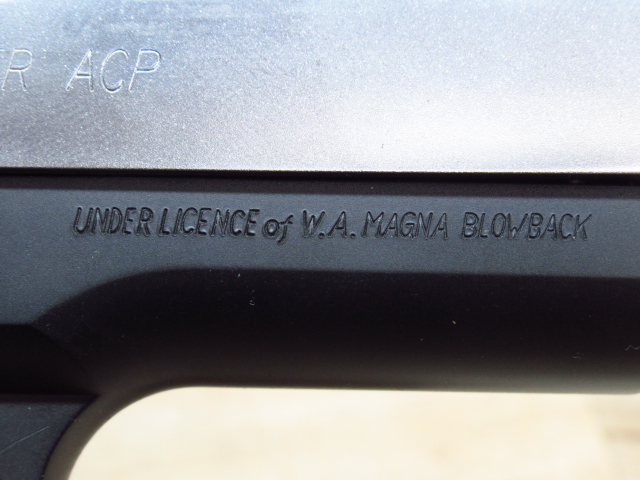 R ACP
UNDER LICENCE of W.A. MAGNA BLOWBACK